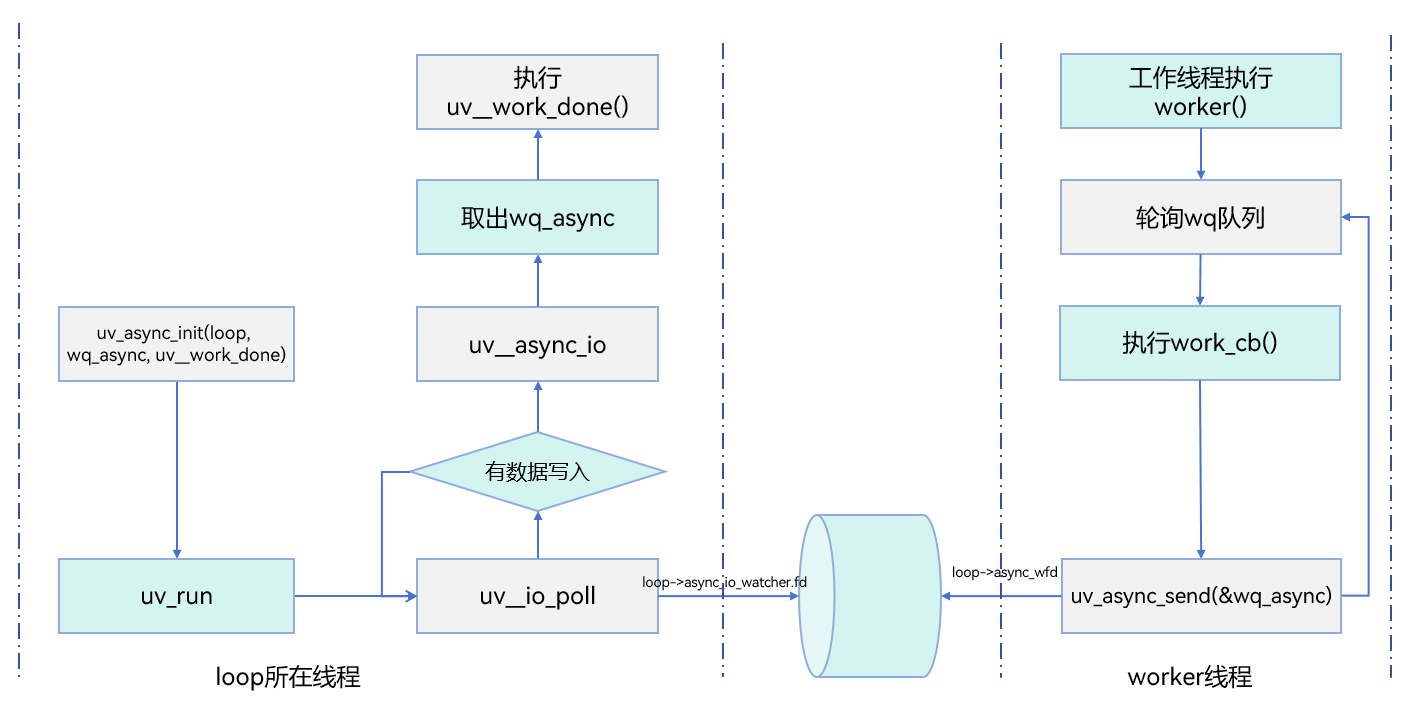 执行
uv__work_done()
取出wq_async
uv__async_io
uv_async_init(loop,
wq_async, uv__work_done)
有数据写入
uv_run
uv__io_poll
loop->async_io_watcher.fd
loop所在线程
工作线程执行
worker()
轮询wq队列
执行work_cb()
loop->async_wfd
uv_async_send(&wq_async)
worker线程